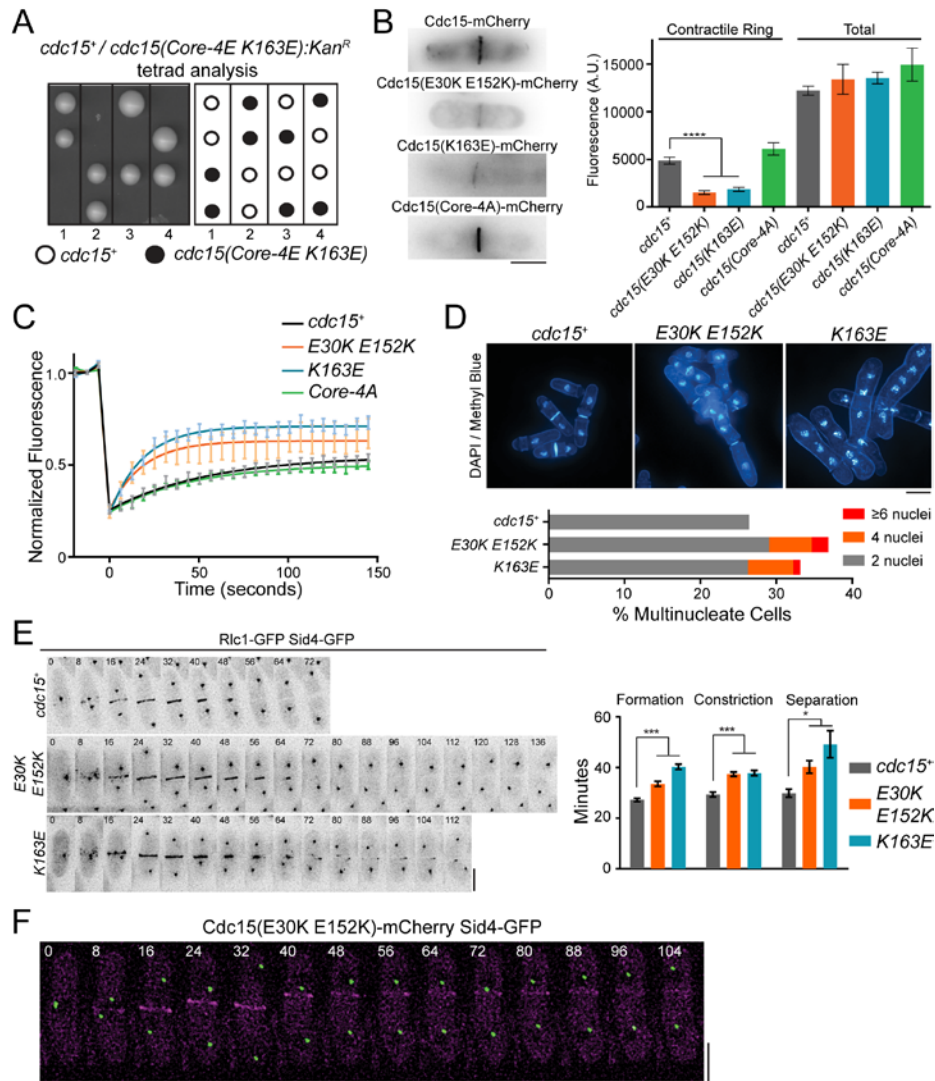 A
cdc15+ / cdc15(Core-4E K163E):KanR
tetrad analysis
1 2 3 4 1 2 3 4
cdc15+ cdc15(Core-4E K163E)
B
Cdc15-mCherry
Cdc15(E30K E152K)-mCherry
Cdc15(K163E)-mCherry
Cdc15(Core-4A)-mCherry
Contractile Ring Total
Fluorescence (A.U.)
15000
10000
5000
0
****
cdc15+
cdc15(E30K E152K)
cdc15(K163E)
cdc15(Core-4A)
cdc15+
cdc15(E30K E152K)
cdc15(K163E)
cdc15(Core-4A)
C
cdc15+
E30K E152K
K163E
Core-4A
Normalized Fluorescence
1.0
0.5
0
0 50 100 150
Time (seconds)
D
cdc15+ E30K E152K K163E
DAPI / Methyl Blue
cdc15+
E30K E152K
K163E
≥6 nuclei
4 nuclei
2 nuclei
0 10 20 30 40
% Multinucleate Cells
E
Rlc1-GFP Sid4-GFP
cdc15+
0 8 16 24 32 40 48 56 64 72
E30K
E152K
0 8 16 24 32 40 48 56 64 72 80 88 96 104 112 120 128 136
K163E
0 8 16 24 32 40 48 56 64 72 80 88 96 104 112
Formation Constriction Separation
*** *** *
Minutes
60
40
20
0
cdc15+
E30K
E152K
K163E
F
Cdc15(E30K E152K)-mCherry Sid4-GFP
0 8 16 24 32 40 48 56 64 72 80 88 96 104